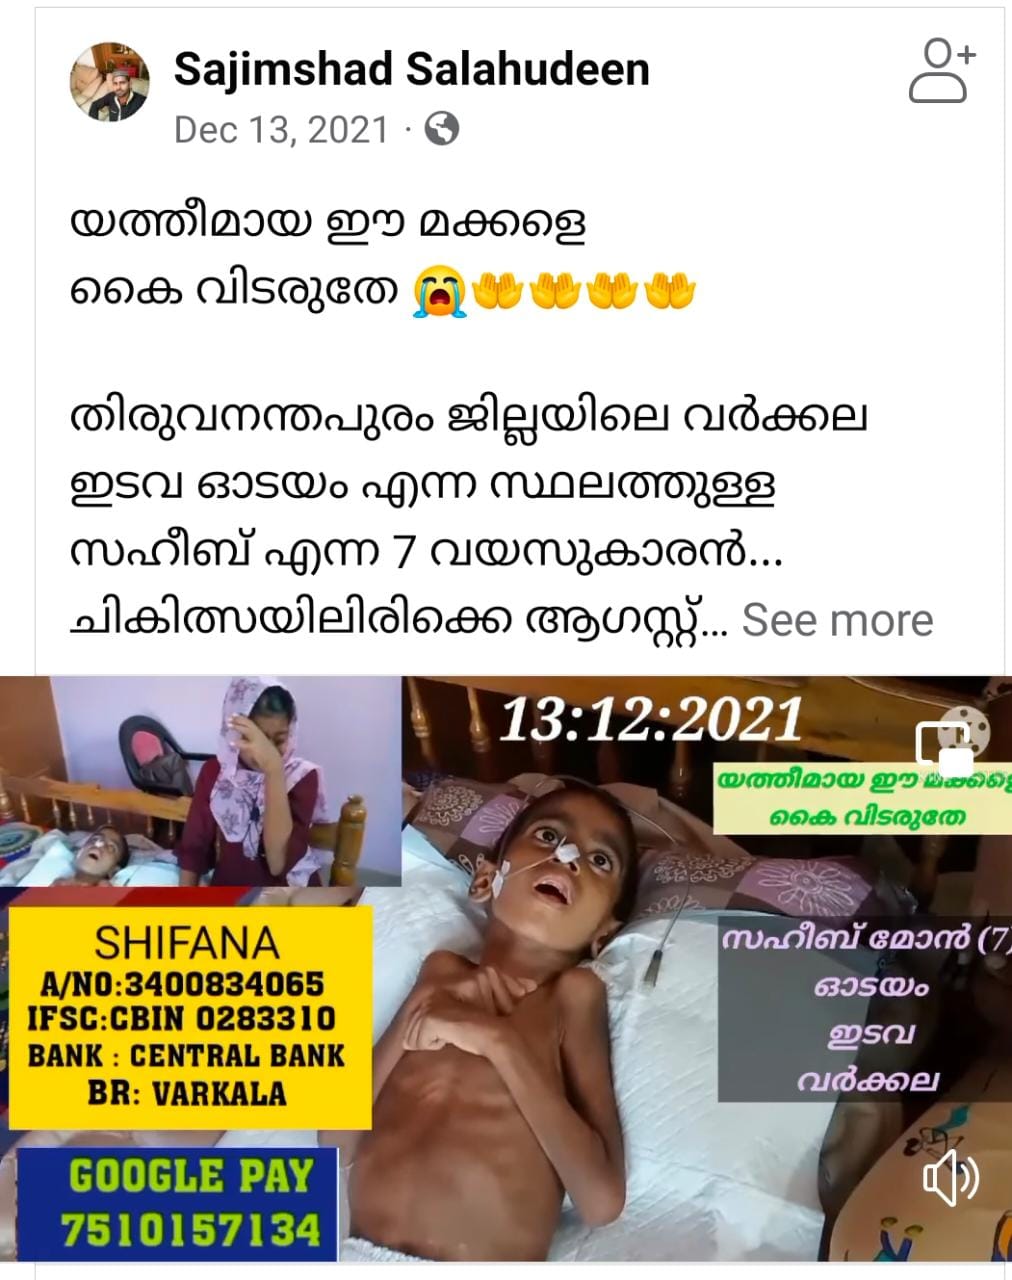 Sajimshad Salahudeen
Dec 13, 2021 ·
യത്തീമായ ഈ മക്കളെ
കൈ വിടരുതേ 😭🤲🤲🤲🤲
തിരുവനന്തപുരം ജില്ലയിലെ വർക്കല
ഇടവ ഓടയം എന്ന സ്ഥലത്തുള്ള
സഹീബ് എന്ന 7 വയസുകാരൻ...
ചികിത്സയിലിരിക്കെ ആഗസ്റ്റ്... See more
13:12:2021
യത്തീമായ ഈ മക്കളെ
കൈ വിടരുതേ
SHIFANA
A/NO:3400834065
IFSC:CBIN 0283310
BANK : CENTRAL BANK
BR: VARKALA
സഹീബ് മോൻ (7)
ഓടയം
ഇടവ
വർക്കല
GOOGLE PAY
7510157134